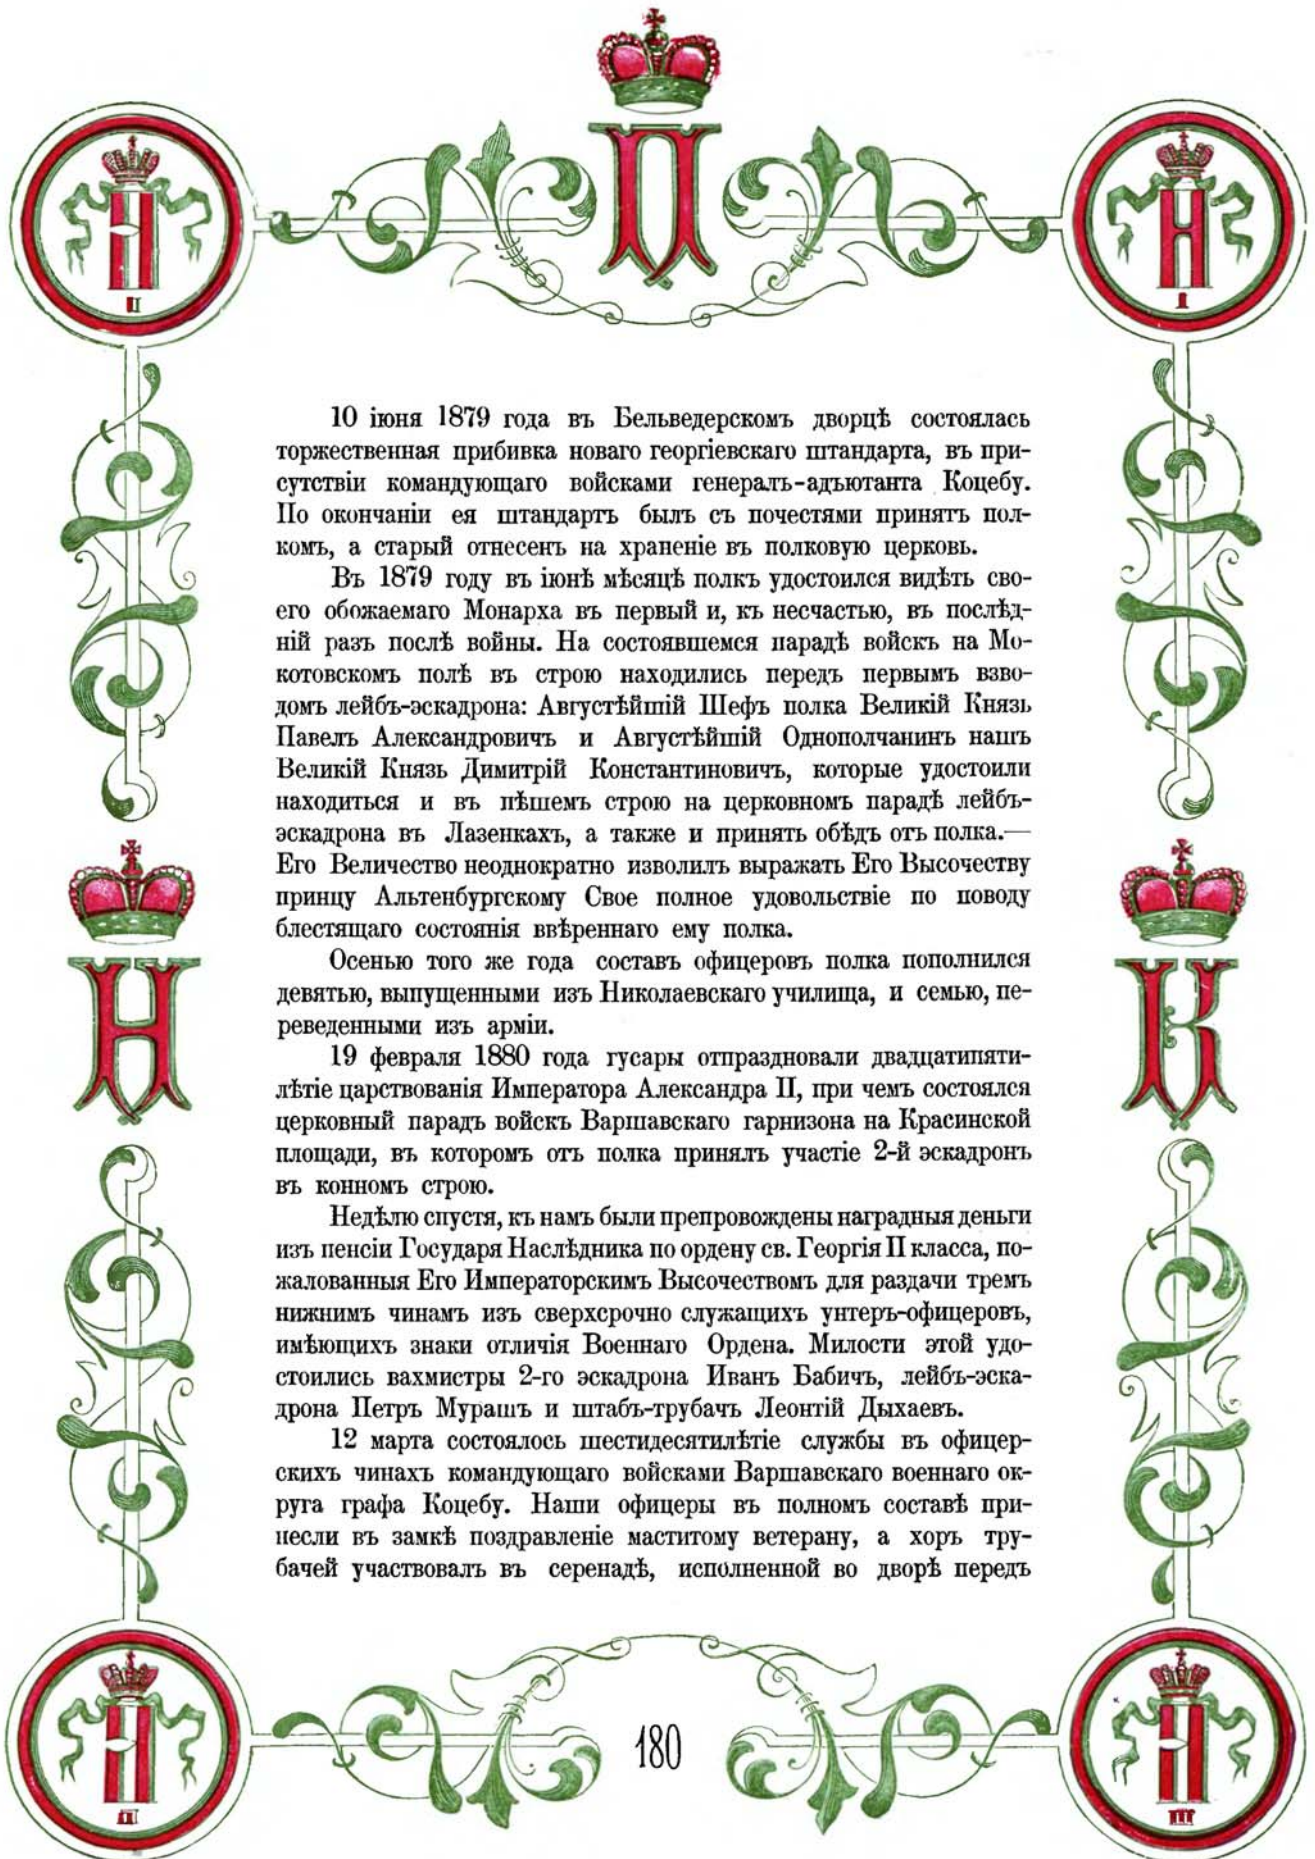 П
II
I
10 іюня 1879 года въ Бельведерскомъ дворцѣ состоялась
торжественная прибивка новаго георгіевскаго штандарта, въ при-
сутствіи командующаго войсками генералъ-адъютанта Коцебу.
По окончаніи ея штандартъ былъ съ почестями принятъ пол-
комъ, а старый отнесенъ на храненіе въ полковую церковь.
Въ 1879 году въ іюнѣ мѣсяцѣ полкъ удостоился видѣть сво-
его обожаемаго Монарха въ первый и, къ несчастью, въ послѣд-
ній разъ послѣ войны. На состоявшемся парадѣ войскъ на Мо-
котовскомъ полѣ въ строю находились передъ первымъ взво-
домъ лейбъ-эскадрона: Августѣйшій Шефъ полка Великій Князь
Павелъ Александровичъ и Августѣйшій Однополчанинъ нашъ
Великій Князь Димитрій Константиновичъ, которые удостоили
находиться и въ пѣшемъ строю на церковномъ парадѣ лейбъ-
эскадрона въ Лазенкахъ, а также и принять обѣдъ отъ полка.—
Его Величество неоднократно изволилъ выражать Его Высочеству
принцу Альтенбургскому Свое полное удовольствіе по поводу
блестящаго состоянія ввѣреннаго ему полка.
Осенью того же года составъ офицеровъ полка пополнился
девятью, выпущенными изъ Николаевскаго училища, и семью, пе-
реведенными изъ арміи.
19 февраля 1880 года гусары отпраздновали двадцатипяти-
лѣтіе царствованія Императора Александра II, при чемъ состоялся
церковный парадъ войскъ Варшавскаго гарнизона на Красинской
площади, въ которомъ отъ полка принялъ участіе 2-й эскадронъ
въ конномъ строю.
Недѣлю спустя, къ намъ были препровождены наградныя деньги
изъ пенсіи Государя Наслѣдника по ордену св. Георгія II класса, по-
жалованныя Его Императорскимъ Высочествомъ для раздачи тремъ
нижнимъ чинамъ изъ сверхсрочно служащихъ унтеръ-офицеровъ,
имѣющихъ знаки отличія Военнаго Ордена. Милости этой удо-
стоились вахмистры 2-го эскадрона Иванъ Бабичъ, лейбъ-эска-
дрона Петръ Мурашъ и штабъ-трубачъ Леонтій Дыхаевъ.
12 марта состоялось шестидесятилѣтіе службы въ офицер-
скихъ чинахъ командующаго войсками Варшавскаго военнаго ок-
руга графа Коцебу. Наши офицеры въ полномъ составѣ при-
несли въ замкѣ поздравленіе маститому ветерану, а хоръ тру-
бачей участвовалъ въ серенадѣ, исполненной во дворѣ передъ
Н
К
180
III